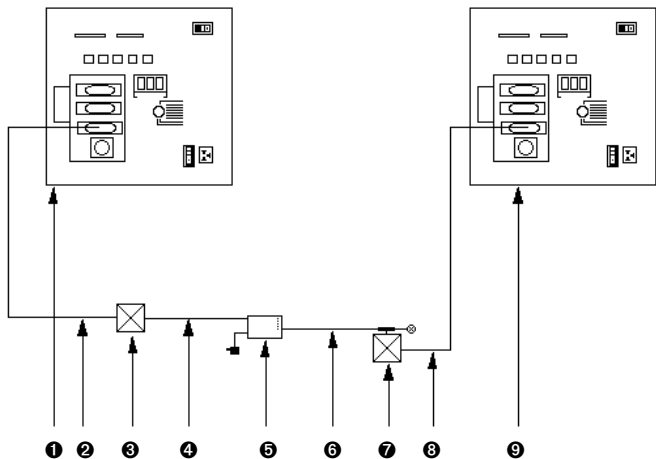 ❶ ❷ ❸ ❹ ❺ ❻ ❼ ❽ ❾